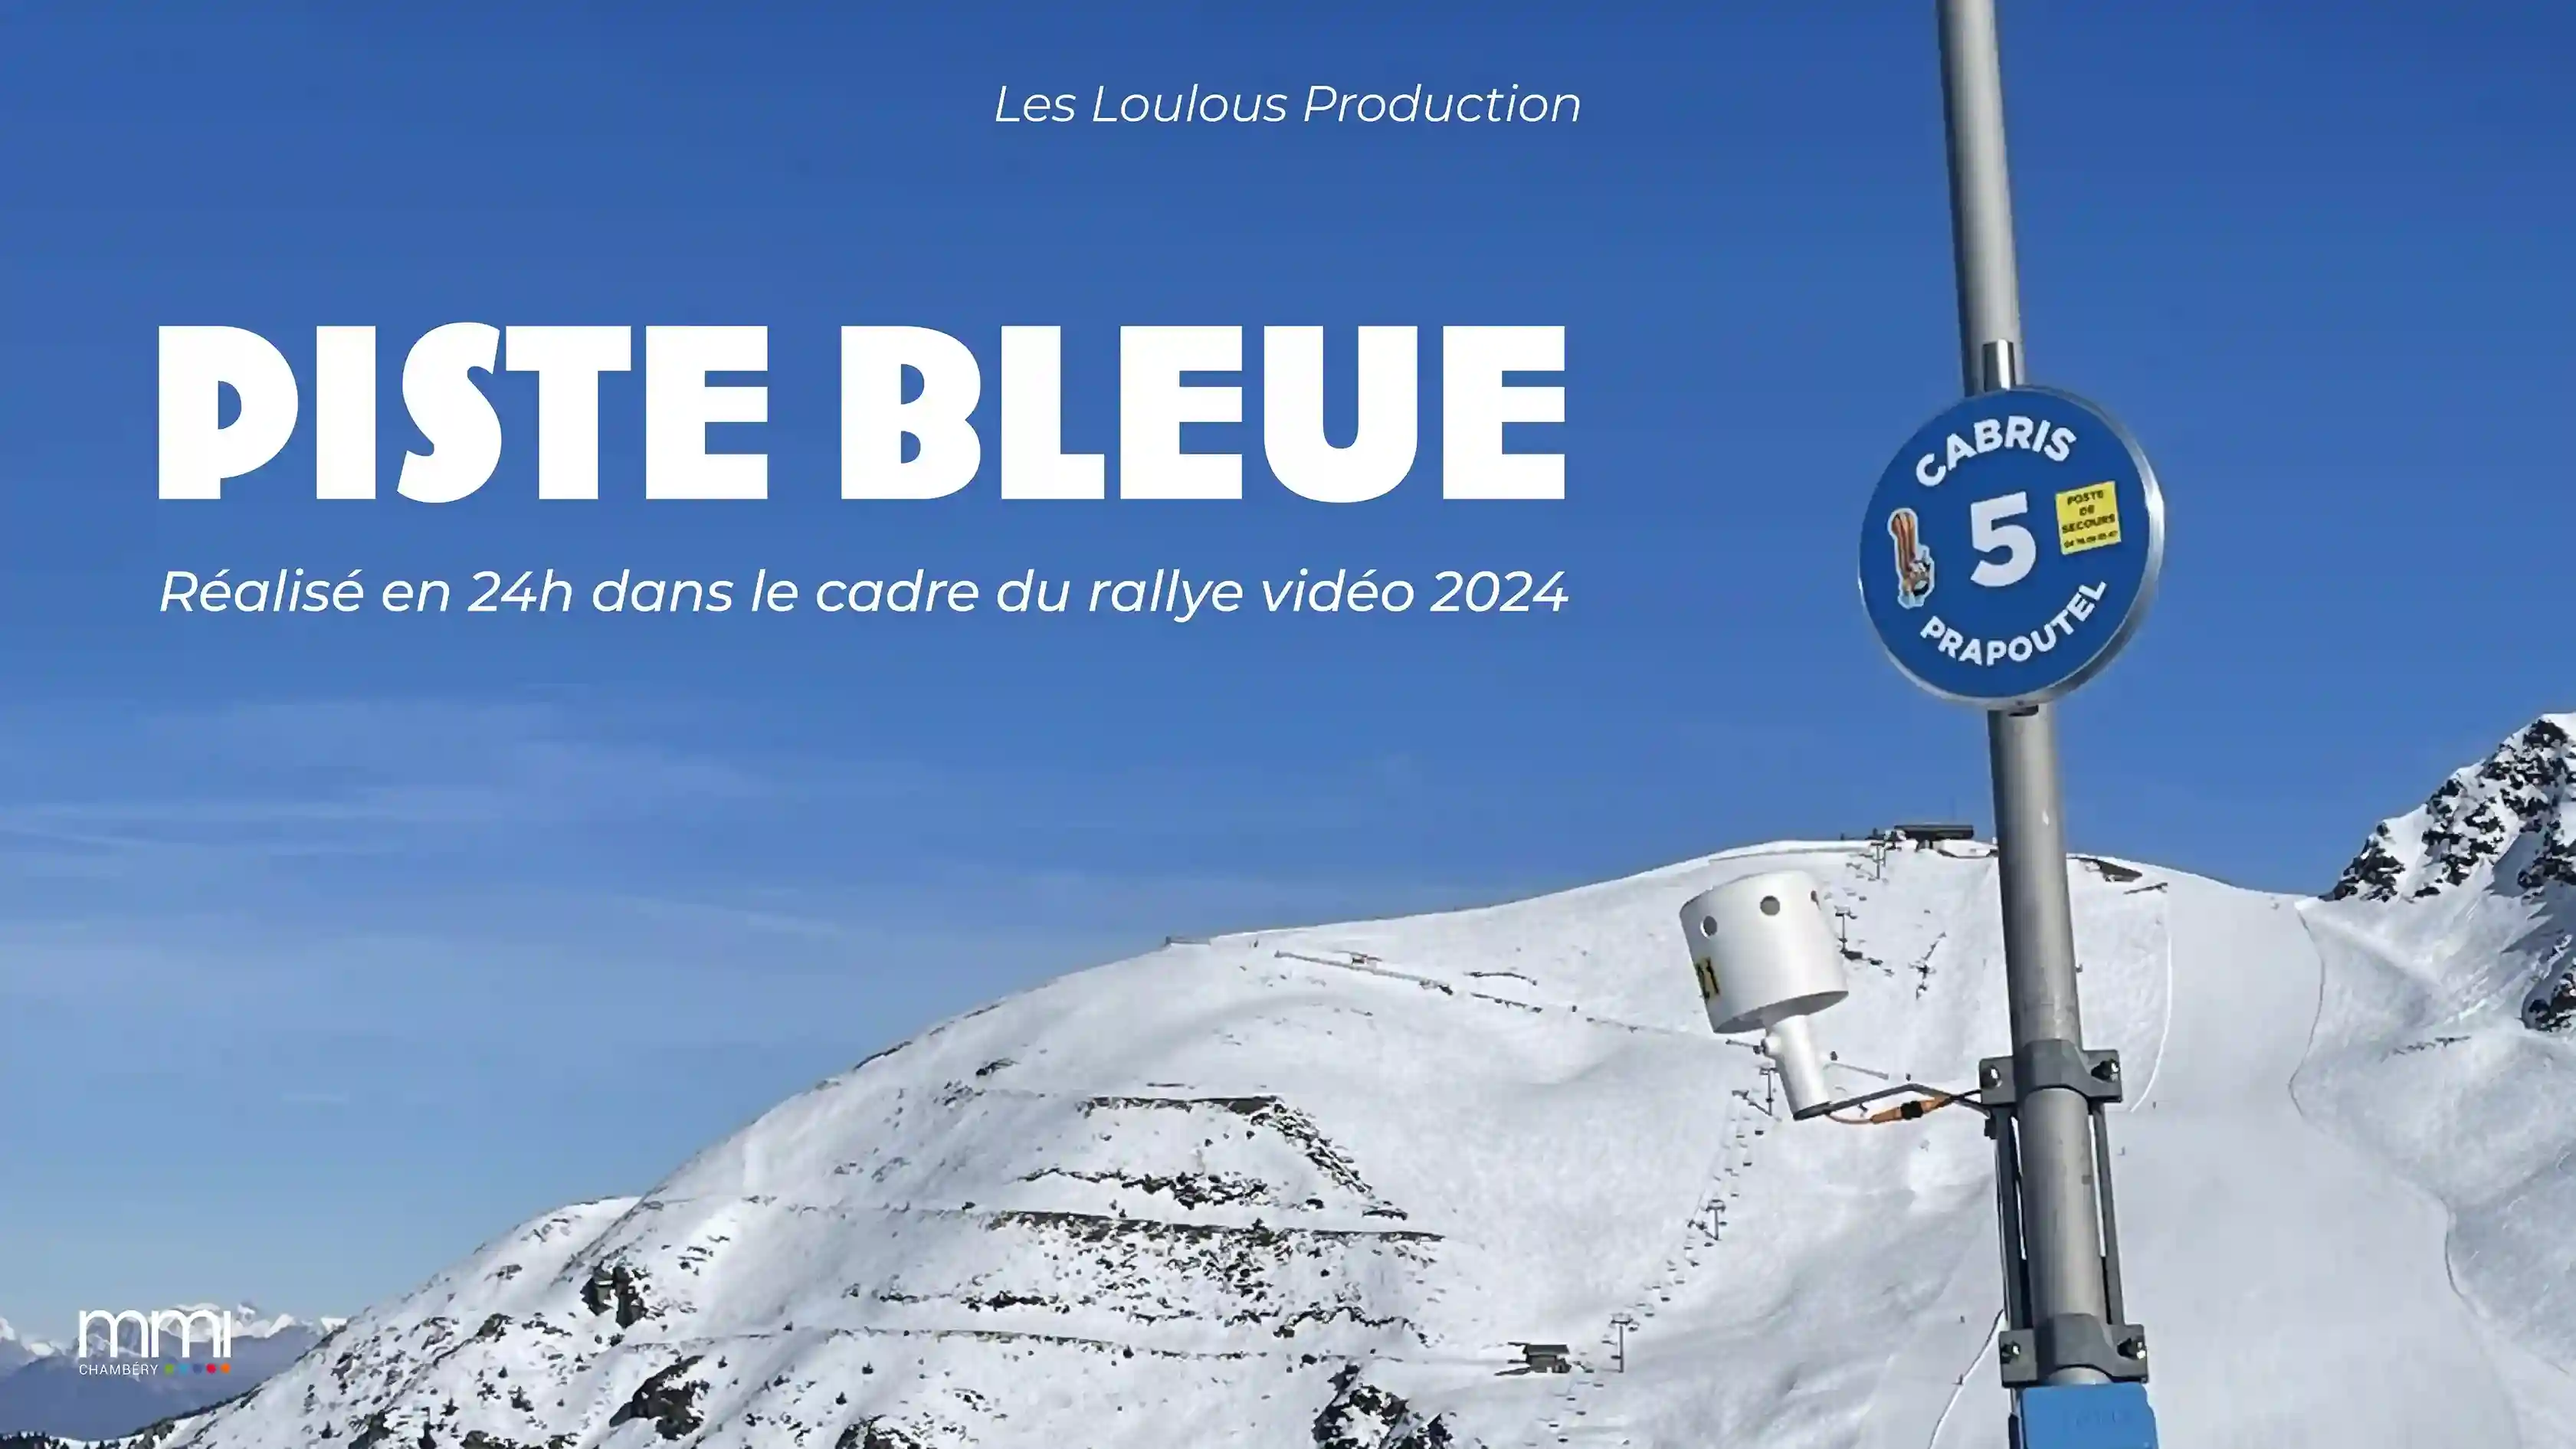 Les Loulous Production
PISTE BLEUE
Réalisé en 24h dans le cadre du rallye vidéo 2024
CABRIS
5
POSTE
DE
SECOURS
PRAPOUTEL
21
mmi
CHAMBÉRY